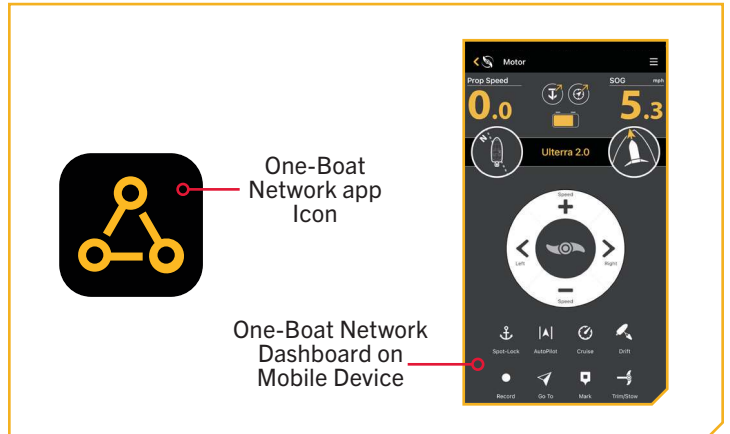 Motor
Prop Speed
SOG mph
0.0
5.3
N
Ulterra 2.0
Speed
Left
Right
Speed
Spot-Lock AutoPilot Cruise Drift
Record Go To Mark Trim/Stow
One-Boat
Network app
Icon
One-Boat Network
Dashboard on
Mobile Device